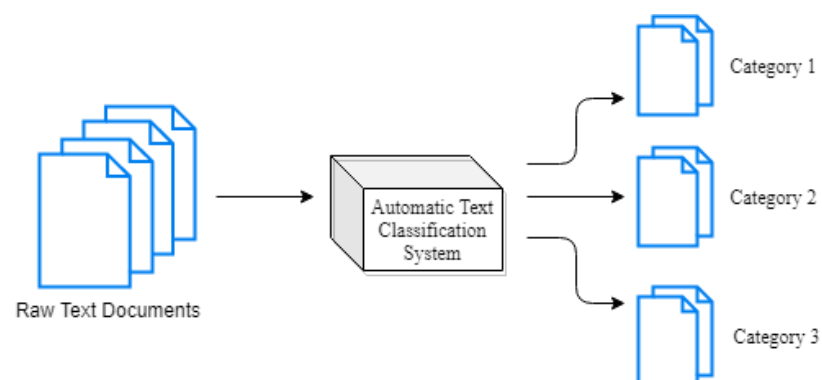 Category 1
Raw Text Documents
Automatic Text
Classification
System
Category 2
Category 3